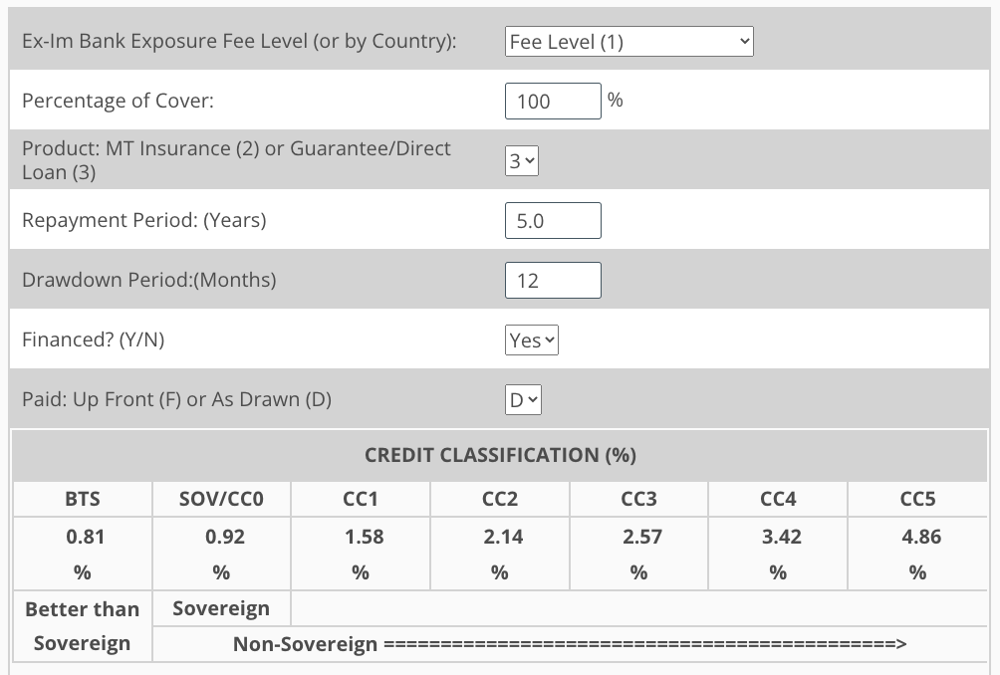 Ex-Im Bank Exposure Fee Level (or by Country):
Fee Level (1)
Percentage of Cover:
100 %
Product: MT Insurance (2) or Guarantee/Direct
Loan (3)
3
Repayment Period: (Years)
5.0
Drawdown Period:(Months)
12
Financed? (Y/N)
Yes
Paid: Up Front (F) or As Drawn (D)
D
CREDIT CLASSIFICATION (%)
BTS SOV/CC0 CC1 CC2 CC3 CC4 CC5
0.81 0.92 1.58 2.14 2.57 3.42 4.86
% % % % % % %
Better than Sovereign
Sovereign Non-Sovereign =============================================>